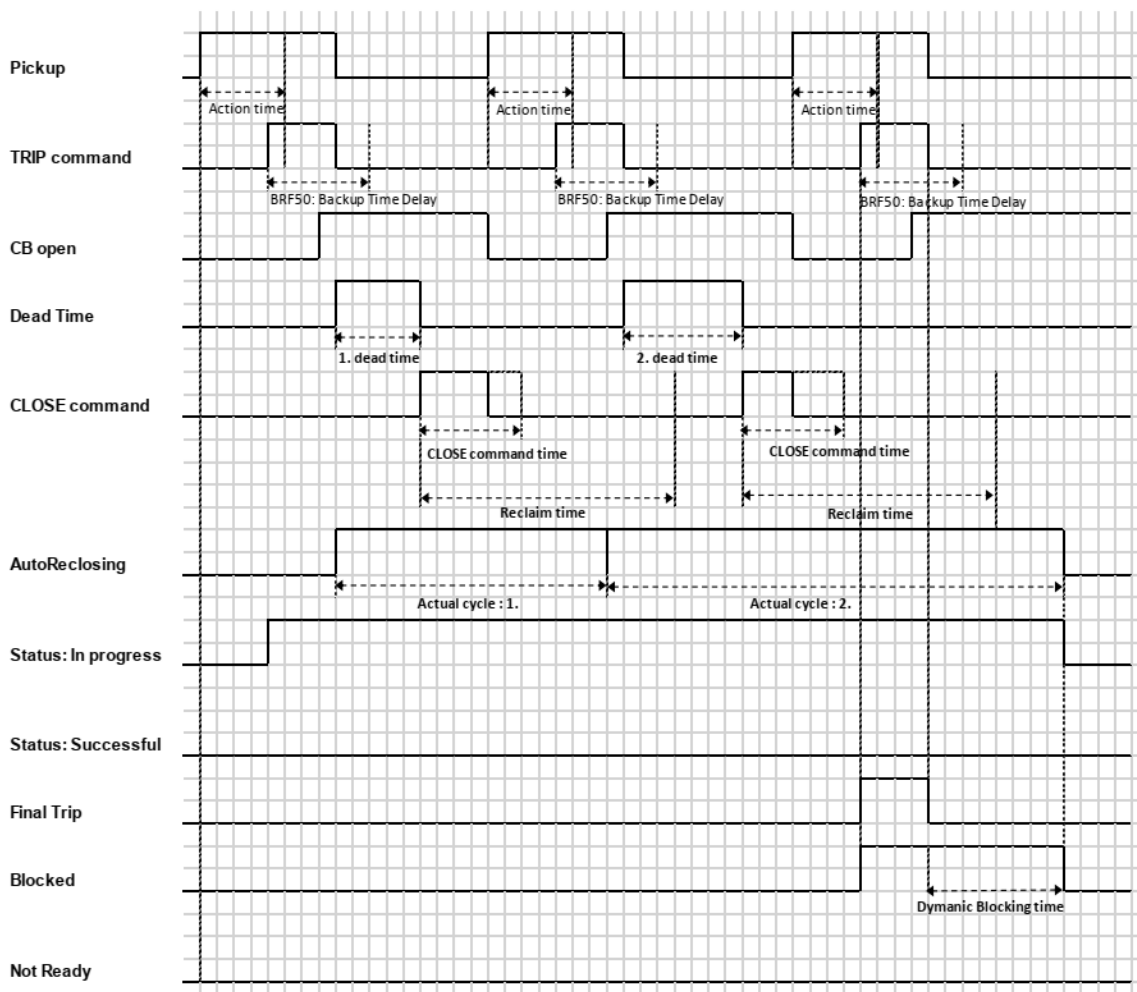 Pickup
Action time
Action time
Action time
TRIP command
BRF50: Backup Time Delay
BRF50: Backup Time Delay
BRF50: Backup Time Delay
CB open
Dead Time
1. dead time
2. dead time
CLOSE command
CLOSE command time
CLOSE command time
Reclaim time
Reclaim time
AutoReclosing
Actual cycle : 1.
Actual cycle : 2.
Status: In progress
Status: Successful
Final Trip
Blocked
Dymanic Blocking time
Not Ready